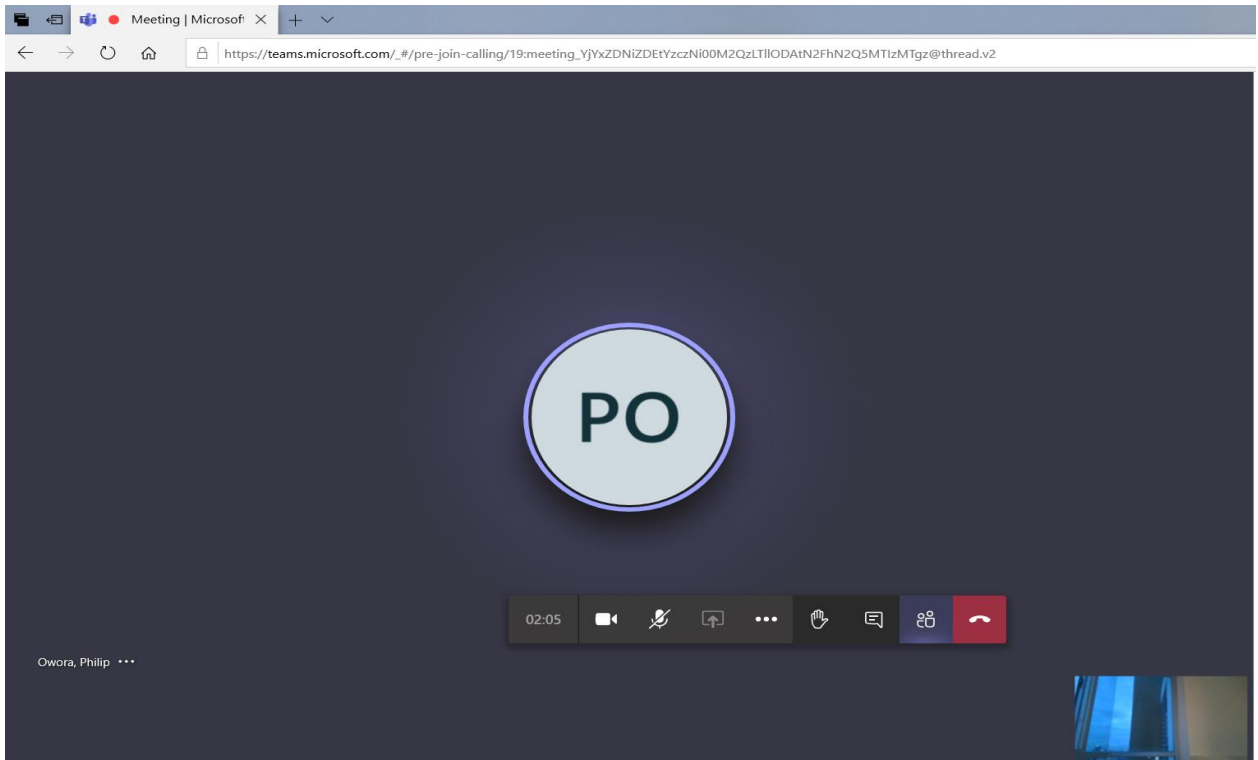 Meeting | Microsoft
https://teams.microsoft.com/_#/pre-join-calling/19:meeting_YjYxZDNiZDEtYzczNi00M2QzLTllODAtN2FhN2Q5MTIzMTgz@thread.v2
PO
02:05
Owora, Philip